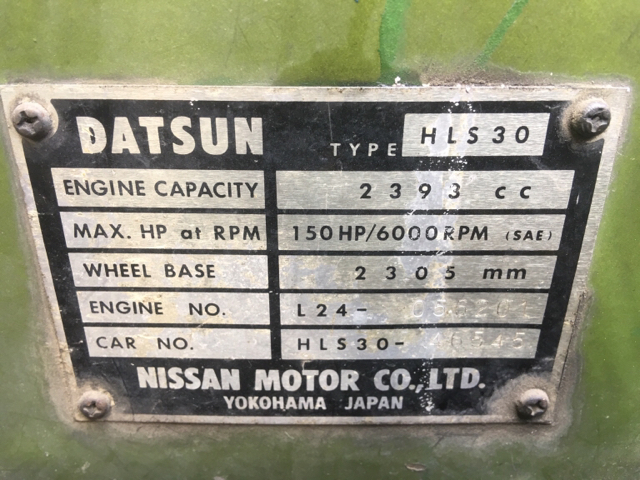 DATSUN TYPE HLS30
ENGINE CAPACITY 2393 cc
MAX. HP at RPM 150HP/6000RPM (SAE)
WHEEL BASE 2305 mm
ENGINE NO. L24-
CAR NO. HLS30-
NISSAN MOTOR CO., LTD.
YOKOHAMA JAPAN